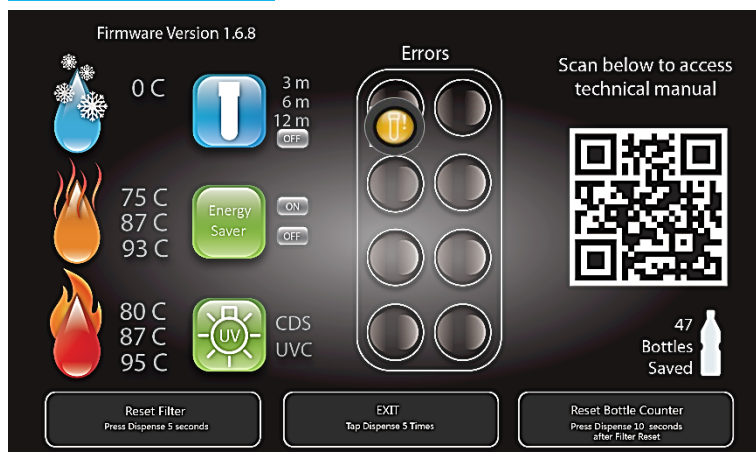 Firmware Version 1.6.8
0 C
3 m
6 m
12 m
OFF
75 C
87 C
93 C
Energy
Saver
ON
OFF
80 C
87 C
95 C
UV
CDS
UVC
Errors
!
Scan below to access
technical manual
47
Bottles
Saved
Reset Filter
Press Dispense 5 seconds
EXIT
Tap Dispense 5 Times
Reset Bottle Counter
Press Dispense 10 seconds
after Filter Reset